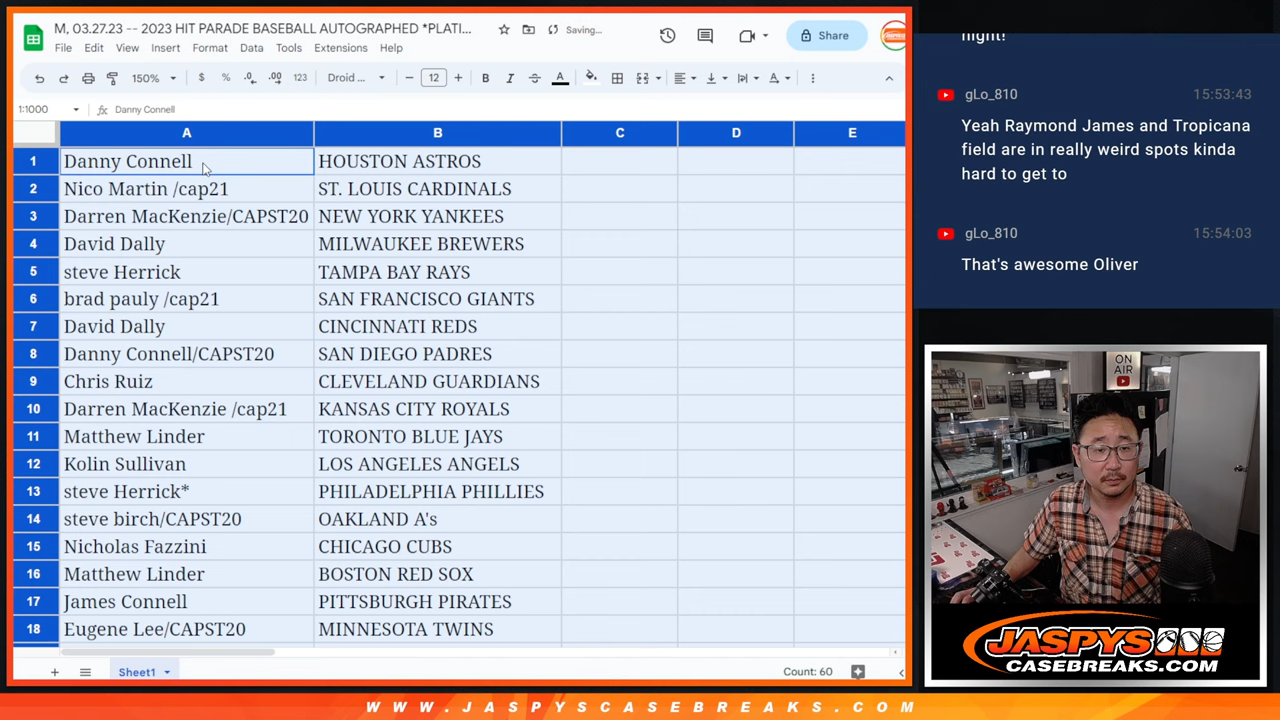 M, 03.27.23 -- 2023 HIT PARADE BASEBALL AUTOGRAPHED *PLATI...
Saving...
Share
File Edit View Insert Format Data Tools Extensions Help
150% $ % .0 .00 123 Droid ... 12 B I A
1:1000 fx Danny Connell
A B C D E
1 Danny Connell HOUSTON ASTROS
2 Nico Martin /cap21 ST. LOUIS CARDINALS
3 Darren MacKenzie/CAPST20 NEW YORK YANKEES
4 David Dally MILWAUKEE BREWERS
5 steve Herrick TAMPA BAY RAYS
6 brad pauly /cap21 SAN FRANCISCO GIANTS
7 David Dally CINCINNATI REDS
8 Danny Connell/CAPST20 SAN DIEGO PADRES
9 Chris Ruiz CLEVELAND GUARDIANS
10 Darren MacKenzie /cap21 KANSAS CITY ROYALS
11 Matthew Linder TORONTO BLUE JAYS
12 Kolin Sullivan LOS ANGELES ANGELS
13 steve Herrick* PHILADELPHIA PHILLIES
14 steve birch/CAPST20 OAKLAND A's
15 Nicholas Fazzini CHICAGO CUBS
16 Matthew Linder BOSTON RED SOX
17 James Connell PITTSBURGH PIRATES
18 Eugene Lee/CAPST20 MINNESOTA TWINS
Sheet1
Count: 60
night!
gLo_810 15:53:43
Yeah Raymond James and Tropicana
field are in really weird spots kinda
hard to get to
gLo_810 15:54:03
That's awesome Oliver
ON
AIR
JASPYS
CASEBREAKS.COM
WWW.JASPYSCASEBREAKS.COM